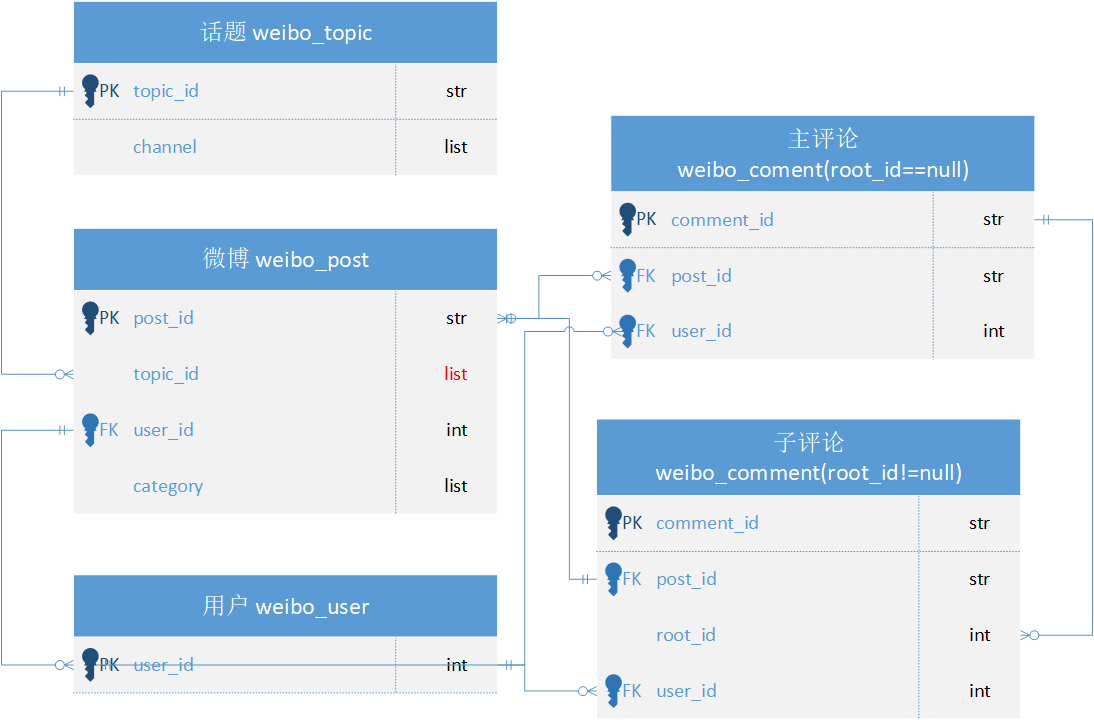 话题 weibo_topic
PK topic_id str
channel list
微博 weibo_post
PK post_id str
topic_id list
FK user_id int
category list
用户 weibo_user
PK user_id int
主评论
weibo_coment(root_id==null)
PK comment_id str
FK post_id str
FK user_id int
子评论
weibo_comment(root_id!=null)
PK comment_id str
FK post_id str
root_id int
FK user_id int